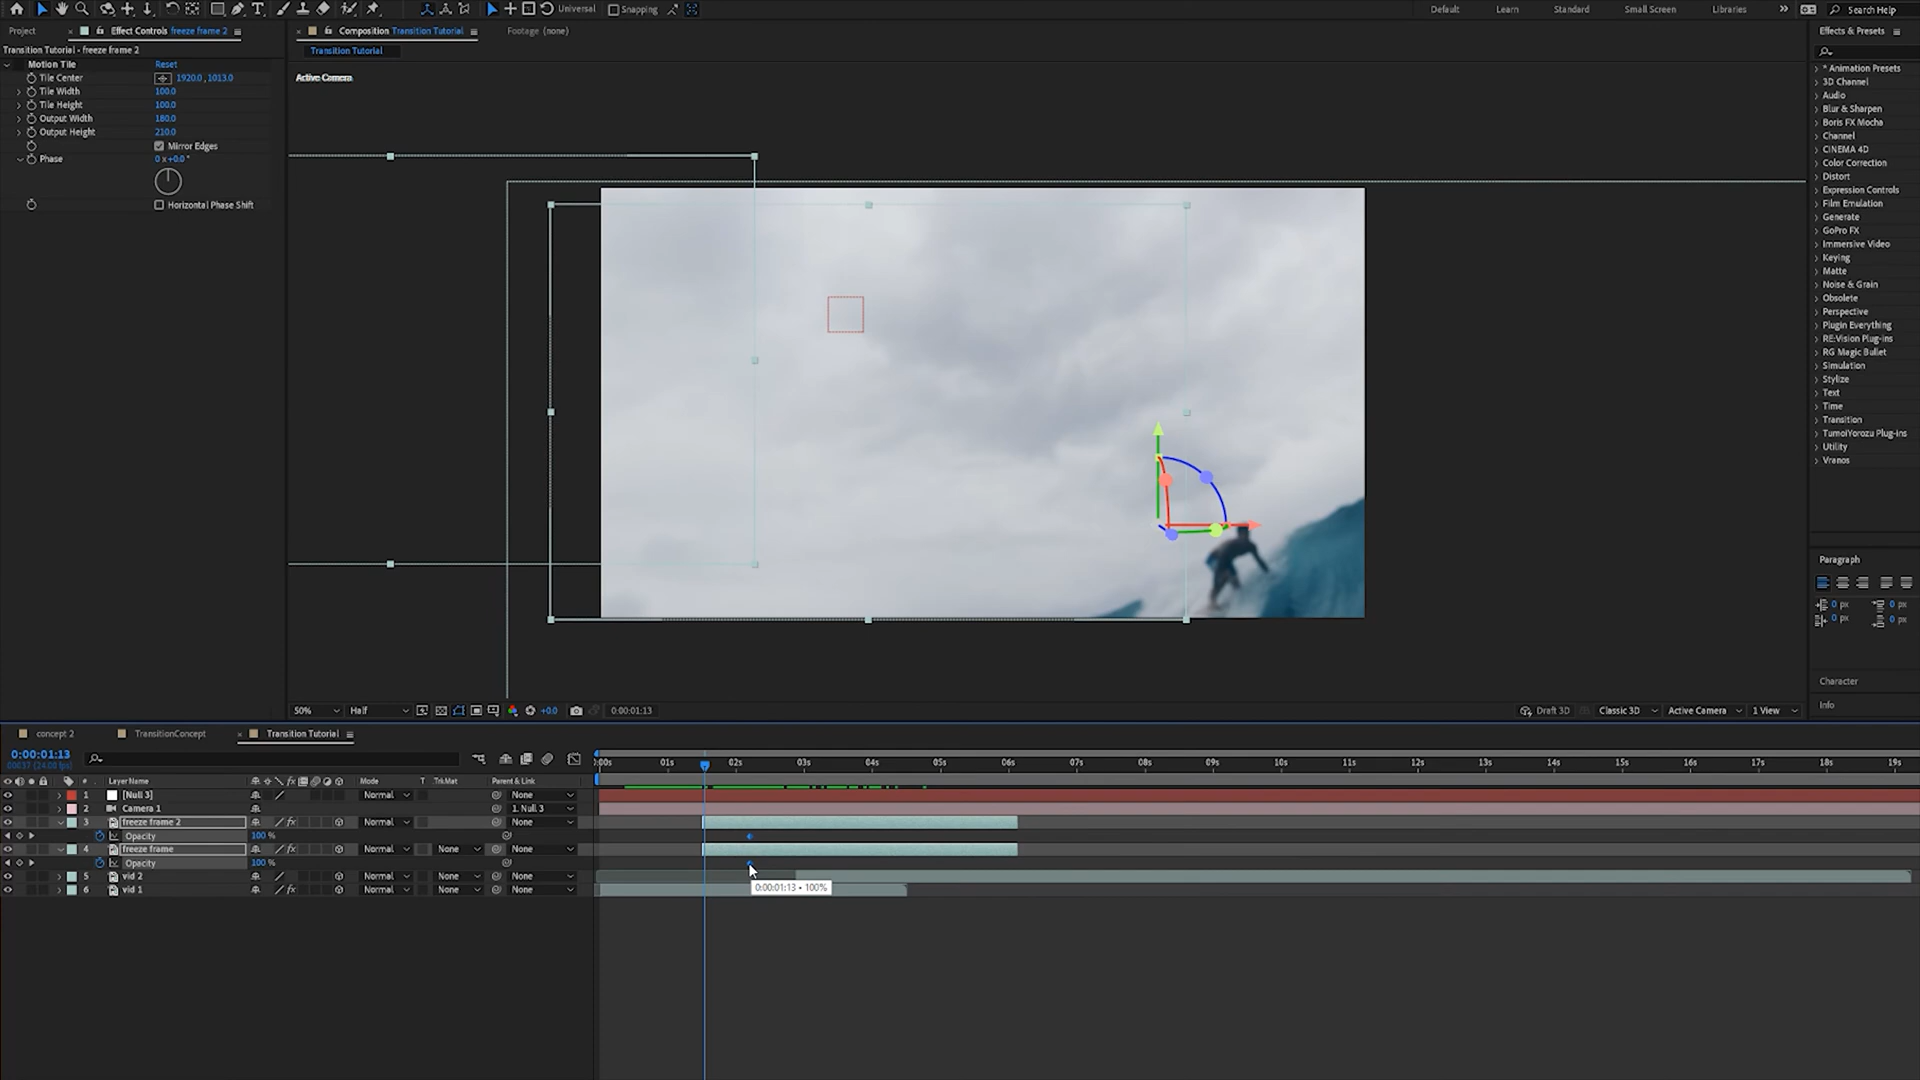 Universal Snapping Default Learn Standard Small Screen Libraries » Search Help
Project × Effect Controls freeze frame 2 ≡
Transition Tutorial • freeze frame 2
Motion Tile Reset
Tile Center 1920.0, 1013.0
Tile Width 100.0
Tile Height 100.0
Output Width 180.0
Output Height 210.0
Mirror Edges
Phase 0 x +0.0°
Horizontal Phase Shift
× Composition Transition Tutorial ≡ Footage (none)
Transition Tutorial
Active Camera
50% Half +0.0 0:00:01:13 Draft 3D Classic 3D Active Camera 1 View
Effects & Presets ≡
* Animation Presets
3D Channel
Audio
Blur & Sharpen
Boris FX Mocha
Channel
CINEMA 4D
Color Correction
Distort
Expression Controls
Film Emulation
Generate
GoPro FX
Immersive Video
Keying
Matte
Noise & Grain
Obsolete
Perspective
Plugin Everything
RE:Vision Plug-ins
RG Magic Bullet
Simulation
Stylize
Text
Time
Transition
TumoiYorozu Plug-ins
Utility
Vranos
Paragraph
0 px 0 px
0 px 0 px
Character
Info
concept 2 TransitionConcept × Transition Tutorial ≡
0:00:01:13
00037 (24.00 fps)
:00s 01s 02s 03s 04s 05s 06s 07s 08s 09s 10s 11s 12s 13s 14s 15s 16s 17s 18s 19s
# Layer Name Mode T TrkMat Parent & Link
1 [Null 3] Normal None
2 Camera 1 1. Null 3
3 freeze frame 2 Normal None
Opacity 100 %
4 freeze frame Normal None None
Opacity 100 %
5 vid 2 Normal None None
6 vid 1 Normal None None
0:00:01:13 • 100%